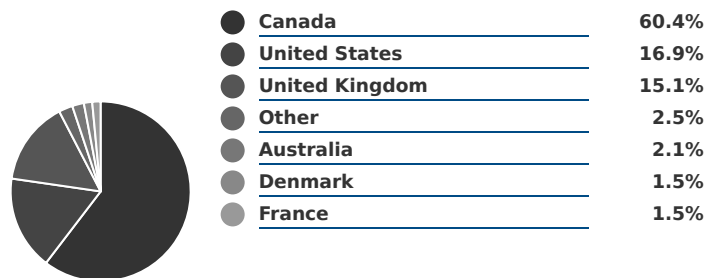 Canada 60.4%
United States 16.9%
United Kingdom 15.1%
Other 2.5%
Australia 2.1%
Denmark 1.5%
France 1.5%